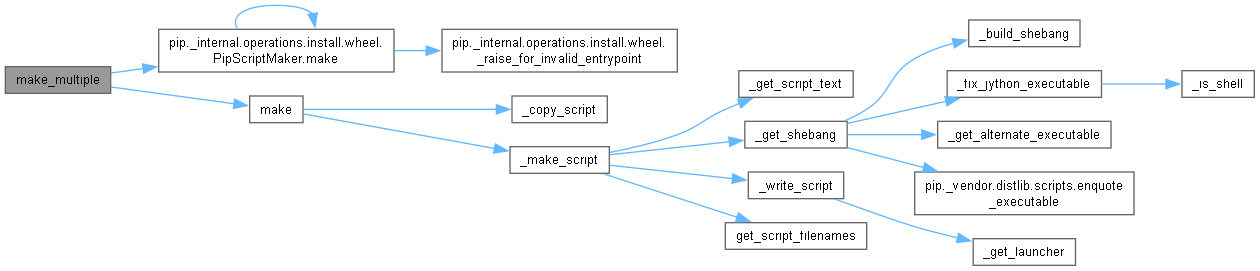 make_multiple
pip._internal.operations.install.wheel.
PipScriptMaker.make
pip._internal.operations.install.wheel.
_raise_for_invalid_entrypoint
make
_copy_script
_make_script
_get_script_text
_get_shebang
_write_script
get_script_filenames
_build_shebang
_fix_jython_executable
_get_alternate_executable
pip._vendor.distlib.scripts.enquote
_executable
_get_launcher
_is_shell